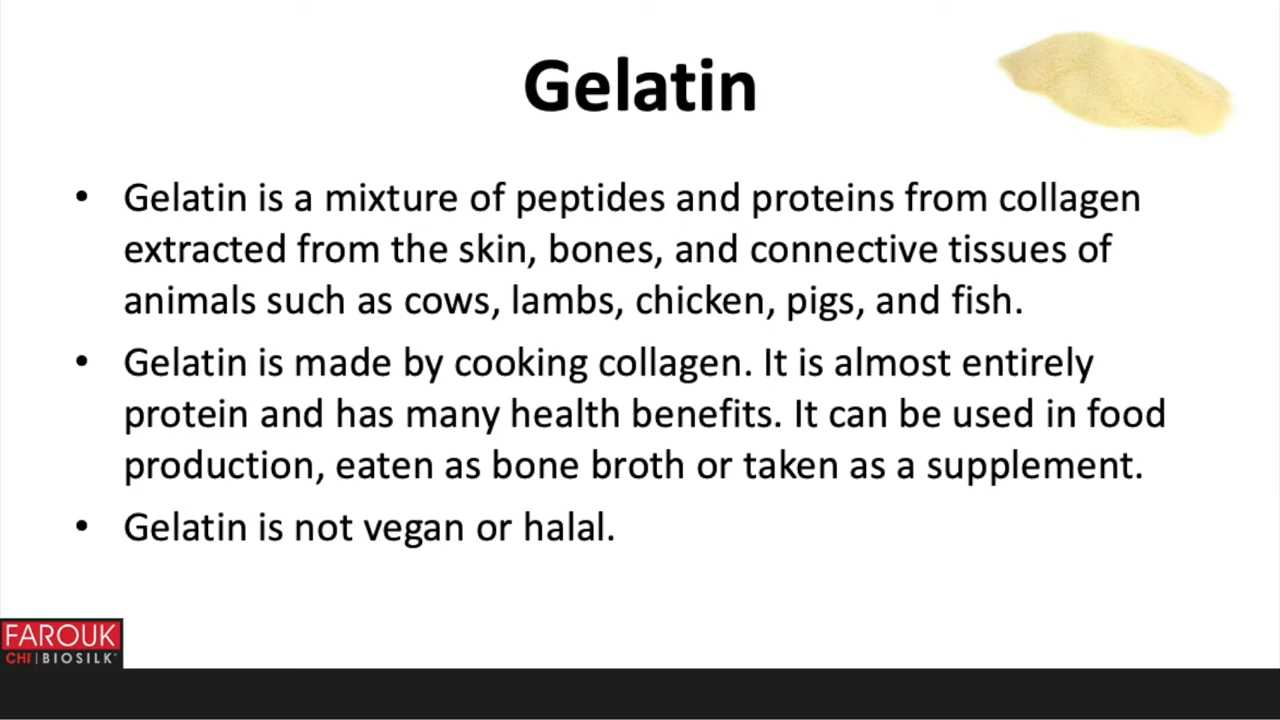 Gelatin
• Gelatin is a mixture of peptides and proteins from collagen
extracted from the skin, bones, and connective tissues of
animals such as cows, lambs, chicken, pigs, and fish.
• Gelatin is made by cooking collagen. It is almost entirely
protein and has many health benefits. It can be used in food
production, eaten as bone broth or taken as a supplement.
• Gelatin is not vegan or halal.
FAROUK
CHI | BIOSILK